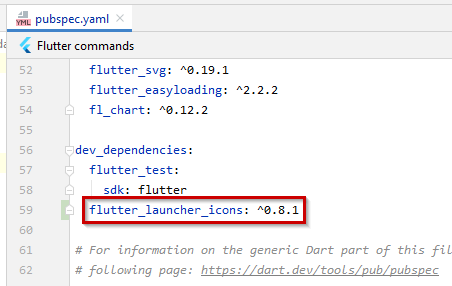 pubspec.yaml
Flutter commands
52 flutter_svg: ^0.19.1
53 flutter_easyloading: ^2.2.2
54 fl_chart: ^0.12.2
55
56 dev_dependencies:
57 flutter_test:
58 sdk: flutter
59 flutter_launcher_icons: ^0.8.1
60
61 # For information on the generic Dart part of this fil
62 # following page: https://dart.dev/tools/pub/pubspec